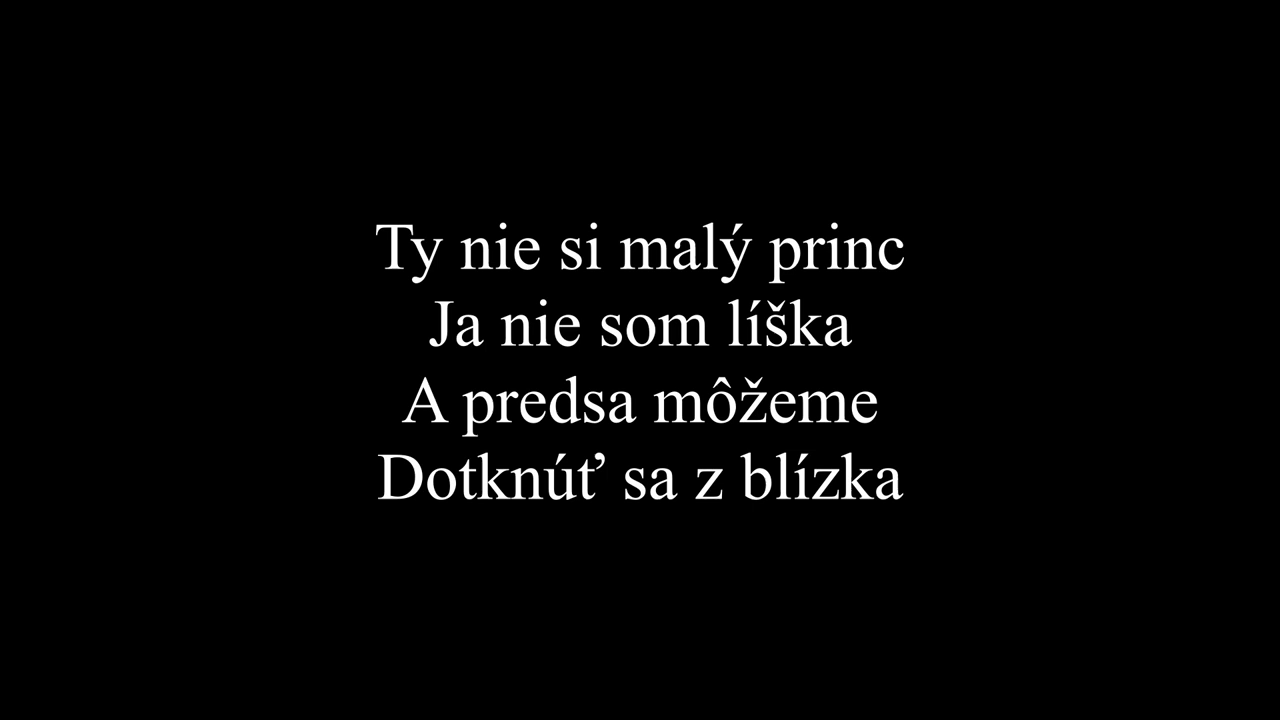 Ty nie si malý princ
Ja nie som líška
A predsa môžeme
Dotknúť sa z blízka